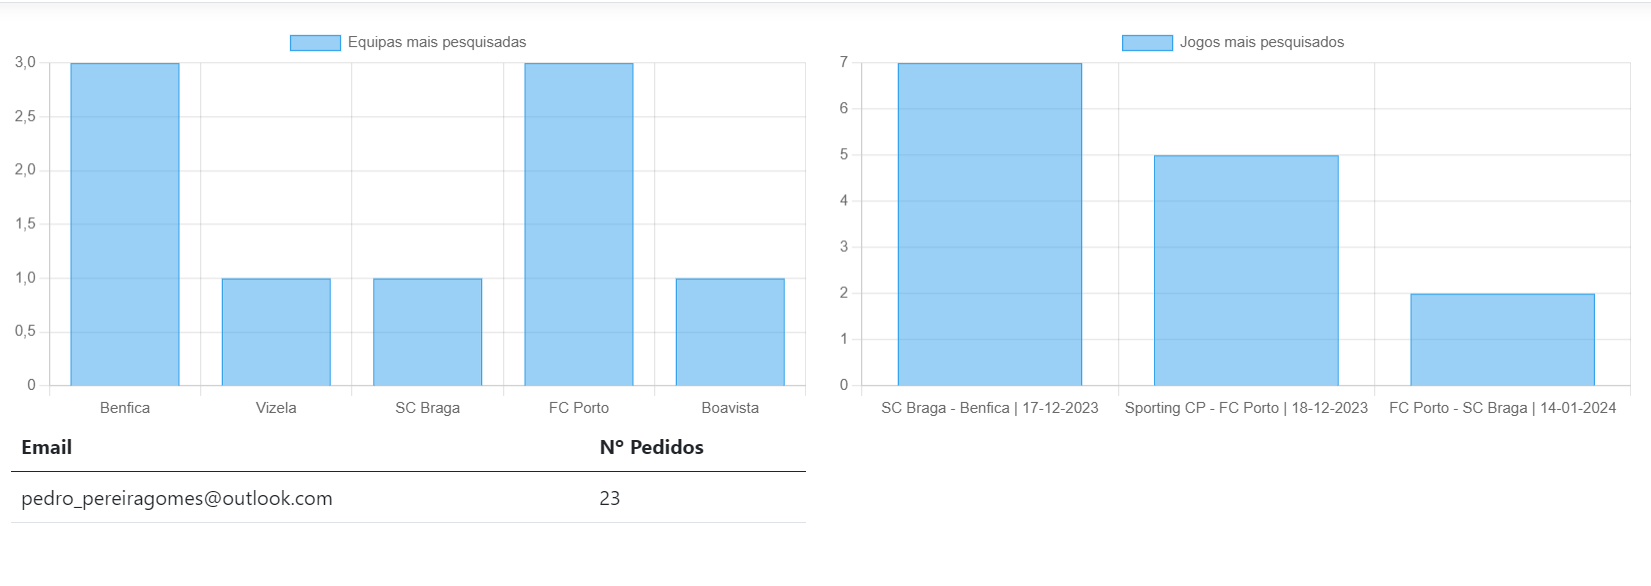 Equipas mais pesquisadas
3,0
2,5
2,0
1,5
1,0
0,5
0
Benfica Vizela SC Braga FC Porto Boavista
Jogos mais pesquisados
7
6
5
4
3
2
1
0
SC Braga - Benfica | 17-12-2023 Sporting CP - FC Porto | 18-12-2023 FC Porto - SC Braga | 14-01-2024
Email Nº Pedidos
pedro_pereiragomes@outlook.com 23